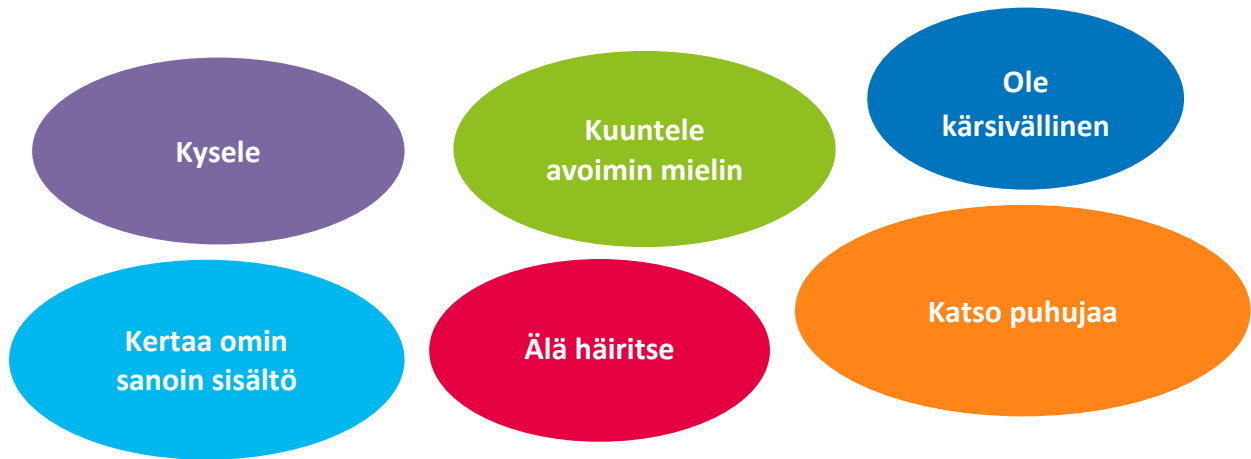 Kysele
Kuuntele
avoimin mielin
Ole
kärsivällinen
Kertaa omin
sanoin sisältö
Älä häiritse
Katso puhujaa